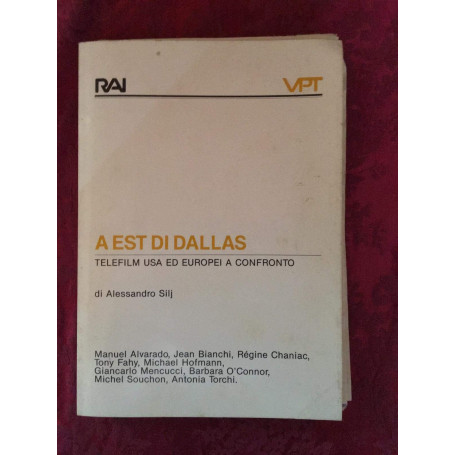 RAI VPT
A EST DI DALLAS
TELEFILM USA ED EUROPEI A CONFRONTO
di Alessandro Silj
Manuel Alvarado, Jean Bianchi, Régine Chaniac,
Tony Fahy, Michael Hofmann,
Giancarlo Mencucci, Barbara O'Connor,
Michel Souchon, Antonia Torchi.